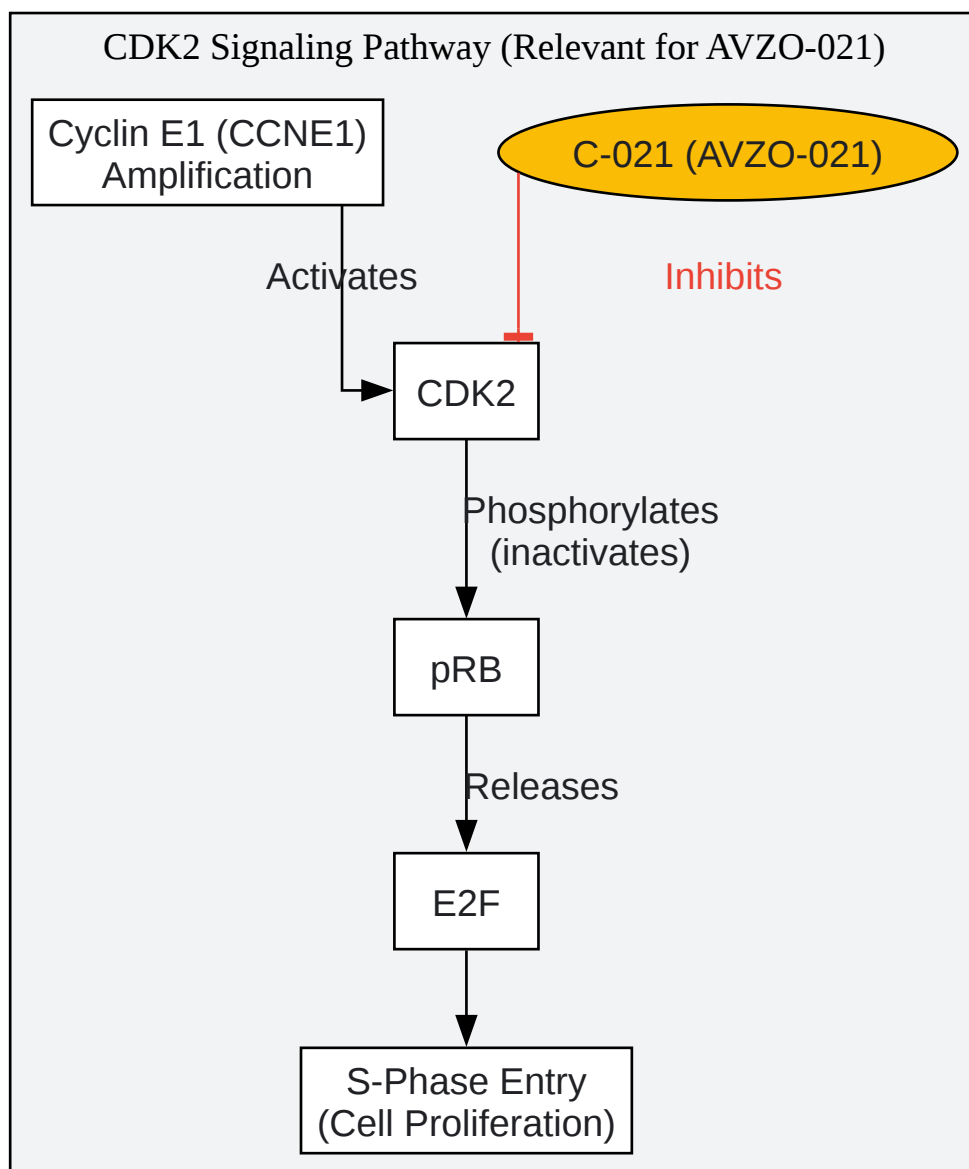 CDK2 Signaling Pathway (Relevant for AVZO-021)
Cyclin E1 (CCNE1)
Amplification
C-021 (AVZO-021)
Activates
Inhibits
CDK2
Phosphorylates
(inactivates)
pRB
Releases
E2F
S-Phase Entry
(Cell Proliferation)